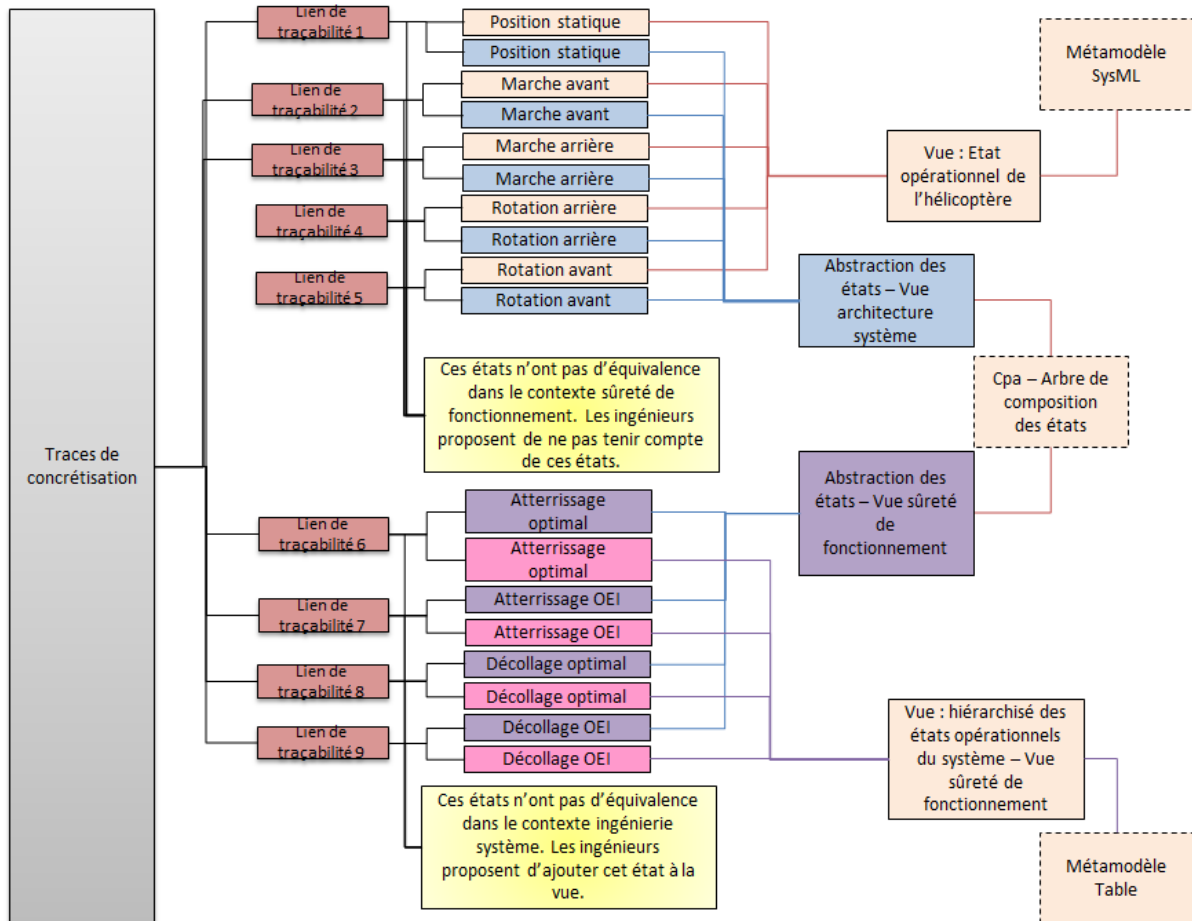 Traces de
concrétisation
Lien de
traçabilité 1
Lien de
traçabilité 2
Lien de
traçabilité 3
Lien de
traçabilité 4
Lien de
traçabilité 5
Lien de
traçabilité 6
Lien de
traçabilité 7
Lien de
traçabilité 8
Lien de
traçabilité 9
Position statique
Position statique
Marche avant
Marche avant
Marche arrière
Marche arrière
Rotation arrière
Rotation arrière
Rotation avant
Rotation avant
Ces états n’ont pas d’équivalence
dans le contexte sûreté de
fonctionnement. Les ingénieurs
proposent de ne pas tenir compte
de ces états.
Atterrissage
optimal
Atterrissage
optimal
Atterrissage OEI
Atterrissage OEI
Décollage optimal
Décollage optimal
Décollage OEI
Décollage OEI
Ces états n’ont pas d’équivalence
dans le contexte ingénierie
système. Les ingénieurs
proposent d’ajouter cet état à la
vue.
Métamodèle
SysML
Vue : Etat
opérationnel de
l’hélicoptère
Abstraction des
états – Vue
architecture
système
Cpa – Arbre de
composition
des états
Abstraction des
états – Vue sûreté
de
fonctionnement
Vue : hiérarchisé des
états opérationnels
du système – Vue
sûreté de
fonctionnement
Métamodèle
Table